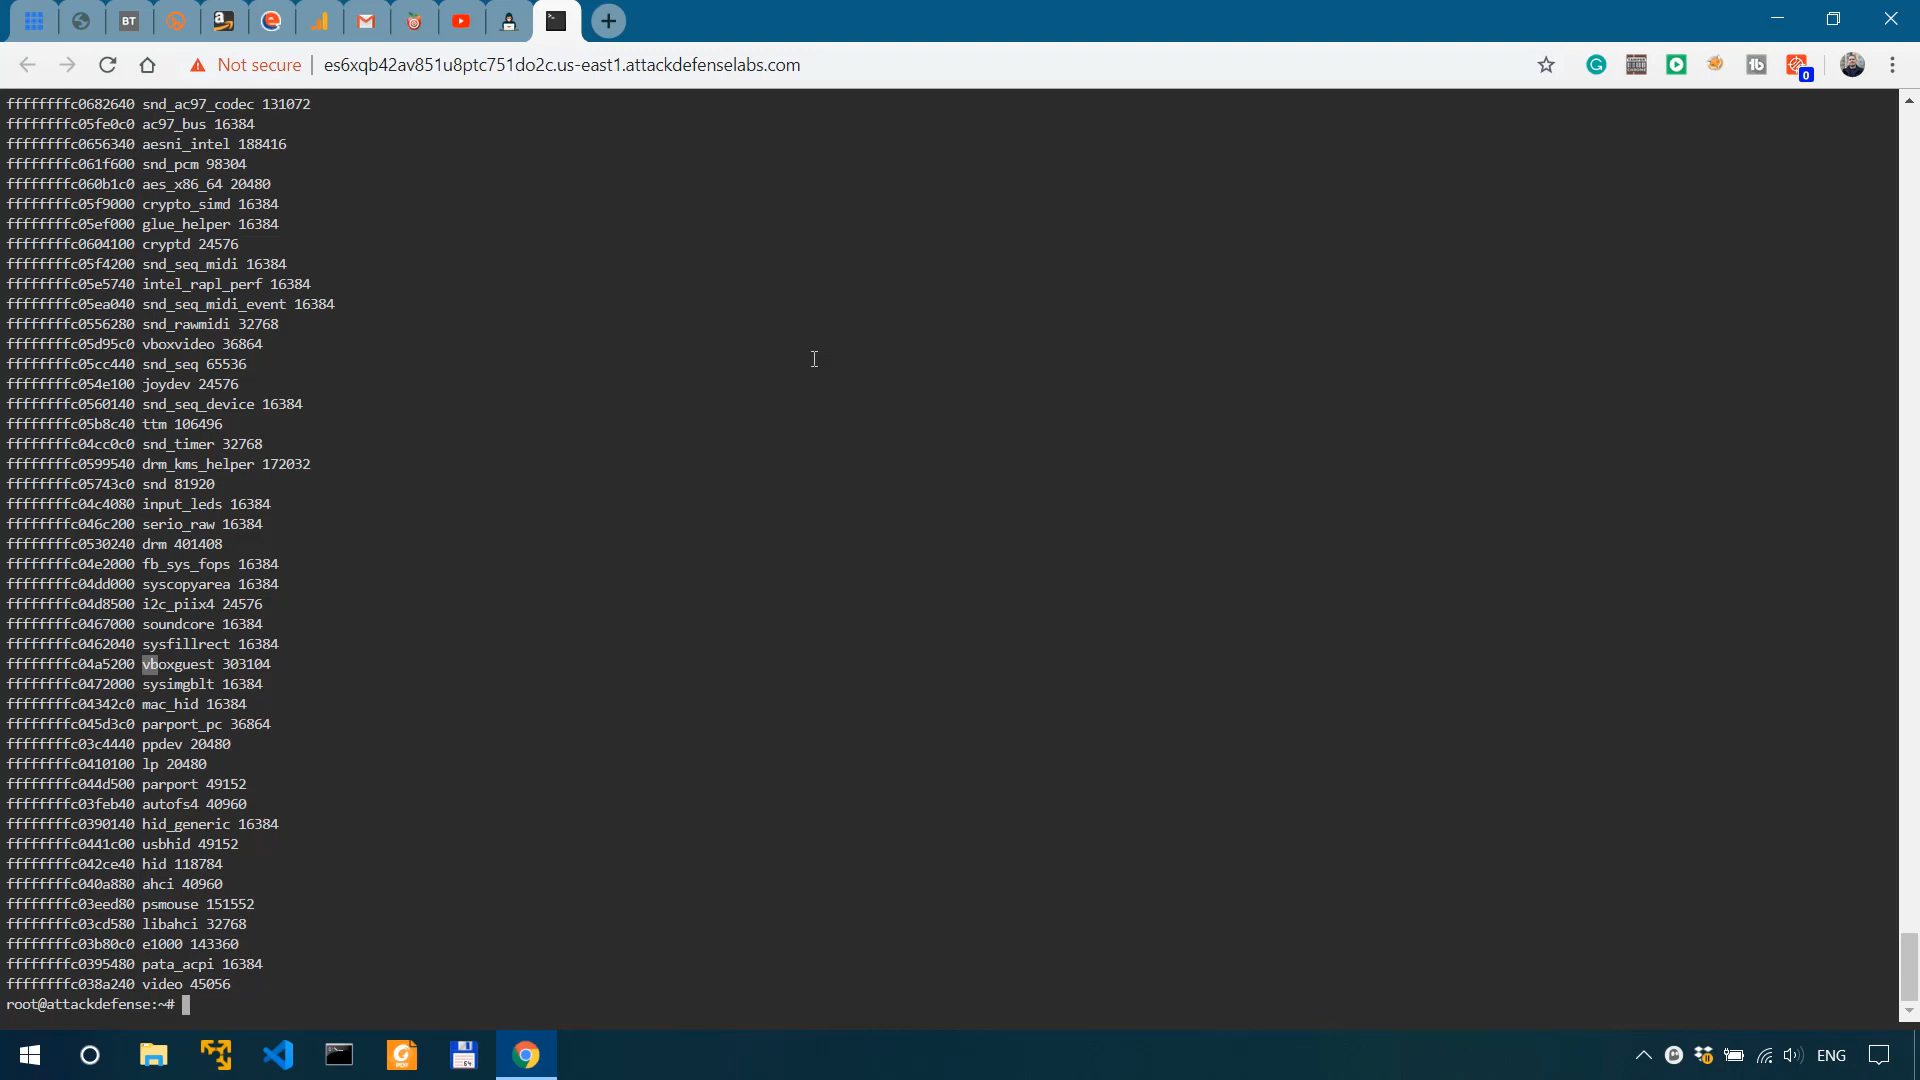 BT
Not secure
es6xqb42av851u8ptc751do2c.us-east1.attackdefenselabs.com
0
ffffffffc0682640 snd_ac97_codec 131072
ffffffffc05fe0c0 ac97_bus 16384
ffffffffc0656340 aesni_intel 188416
ffffffffc061f600 snd_pcm 98304
ffffffffc060b1c0 aes_x86_64 20480
ffffffffc05f9000 crypto_simd 16384
ffffffffc05ef000 glue_helper 16384
ffffffffc0604100 cryptd 24576
ffffffffc05f4200 snd_seq_midi 16384
ffffffffc05e5740 intel_rapl_perf 16384
ffffffffc05ea040 snd_seq_midi_event 16384
ffffffffc0556280 snd_rawmidi 32768
ffffffffc05d95c0 vboxvideo 36864
ffffffffc05cc440 snd_seq 65536
ffffffffc054e100 joydev 24576
ffffffffc0560140 snd_seq_device 16384
ffffffffc05b8c40 ttm 106496
ffffffffc04cc0c0 snd_timer 32768
ffffffffc0599540 drm_kms_helper 172032
ffffffffc05743c0 snd 81920
ffffffffc04c4080 input_leds 16384
ffffffffc046c200 serio_raw 16384
ffffffffc0530240 drm 401408
ffffffffc04e2000 fb_sys_fops 16384
ffffffffc04dd000 syscopyarea 16384
ffffffffc04d8500 i2c_piix4 24576
ffffffffc0467000 soundcore 16384
ffffffffc0462040 sysfillrect 16384
ffffffffc04a5200 vboxguest 303104
ffffffffc0472000 sysimgblt 16384
ffffffffc04342c0 mac_hid 16384
ffffffffc045d3c0 parport_pc 36864
ffffffffc03c4440 ppdev 20480
ffffffffc0410100 lp 20480
ffffffffc044d500 parport 49152
ffffffffc03feb40 autofs4 40960
ffffffffc0390140 hid_generic 16384
ffffffffc0441c00 usbhid 49152
ffffffffc042ce40 hid 118784
ffffffffc040a880 ahci 40960
ffffffffc03eed80 psmouse 151552
ffffffffc03cd580 libahci 32768
ffffffffc03b80c0 e1000 143360
ffffffffc0395480 pata_acpi 16384
ffffffffc038a240 video 45056
root@attackdefense:~#
ENG